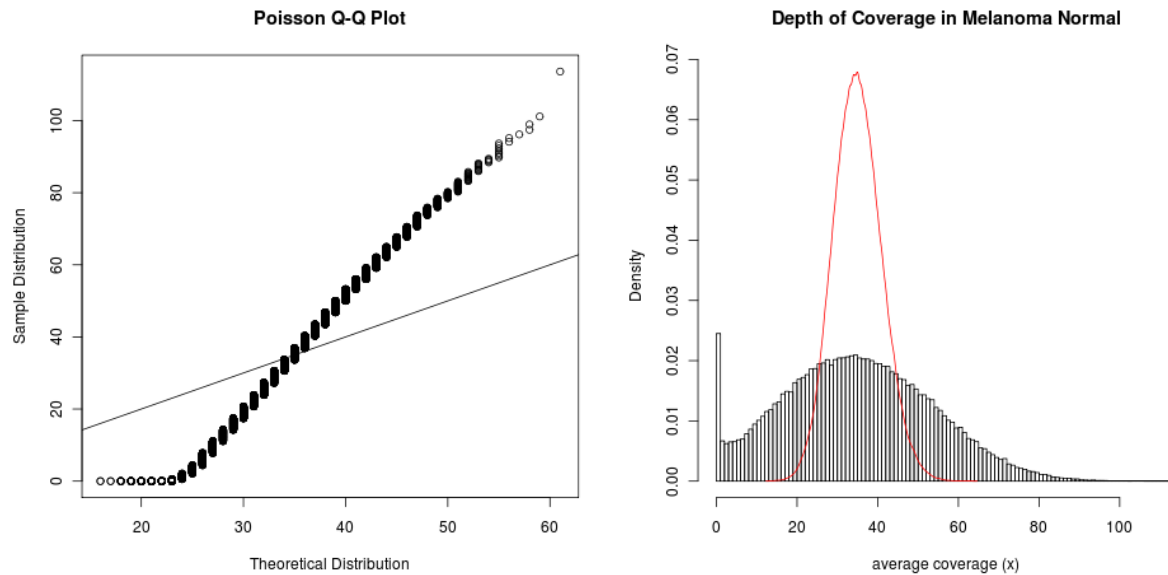 Poisson Q-Q Plot
Sample Distribution
100
80
60
40
20
0
20 30 40 50 60
Theoretical Distribution
Depth of Coverage in Melanoma Normal
Density
0.07
0.06
0.05
0.04
0.03
0.02
0.01
0.00
0 20 40 60 80 100
average coverage (x)